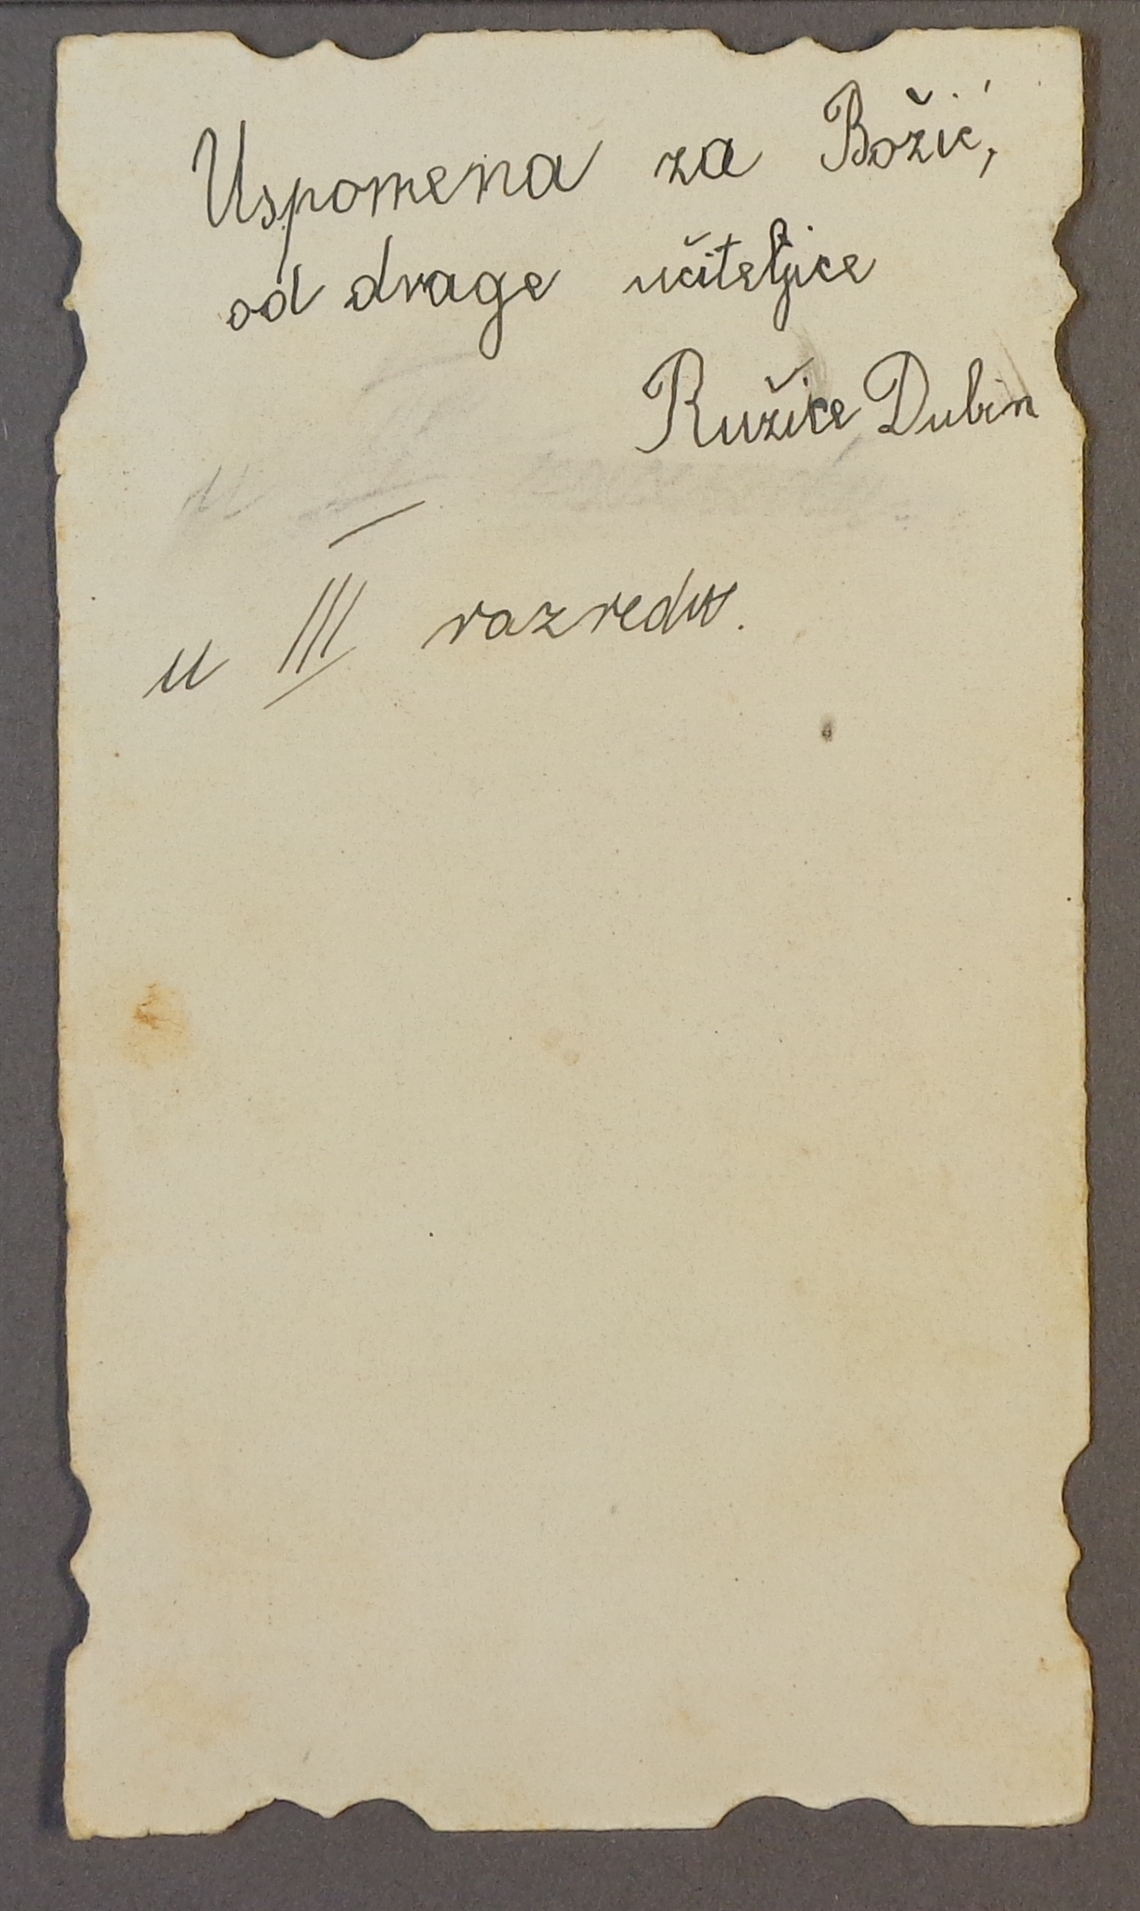 Uspomena za Božić,
od drage učiteljice
Ružice Dubin
u III razredu.